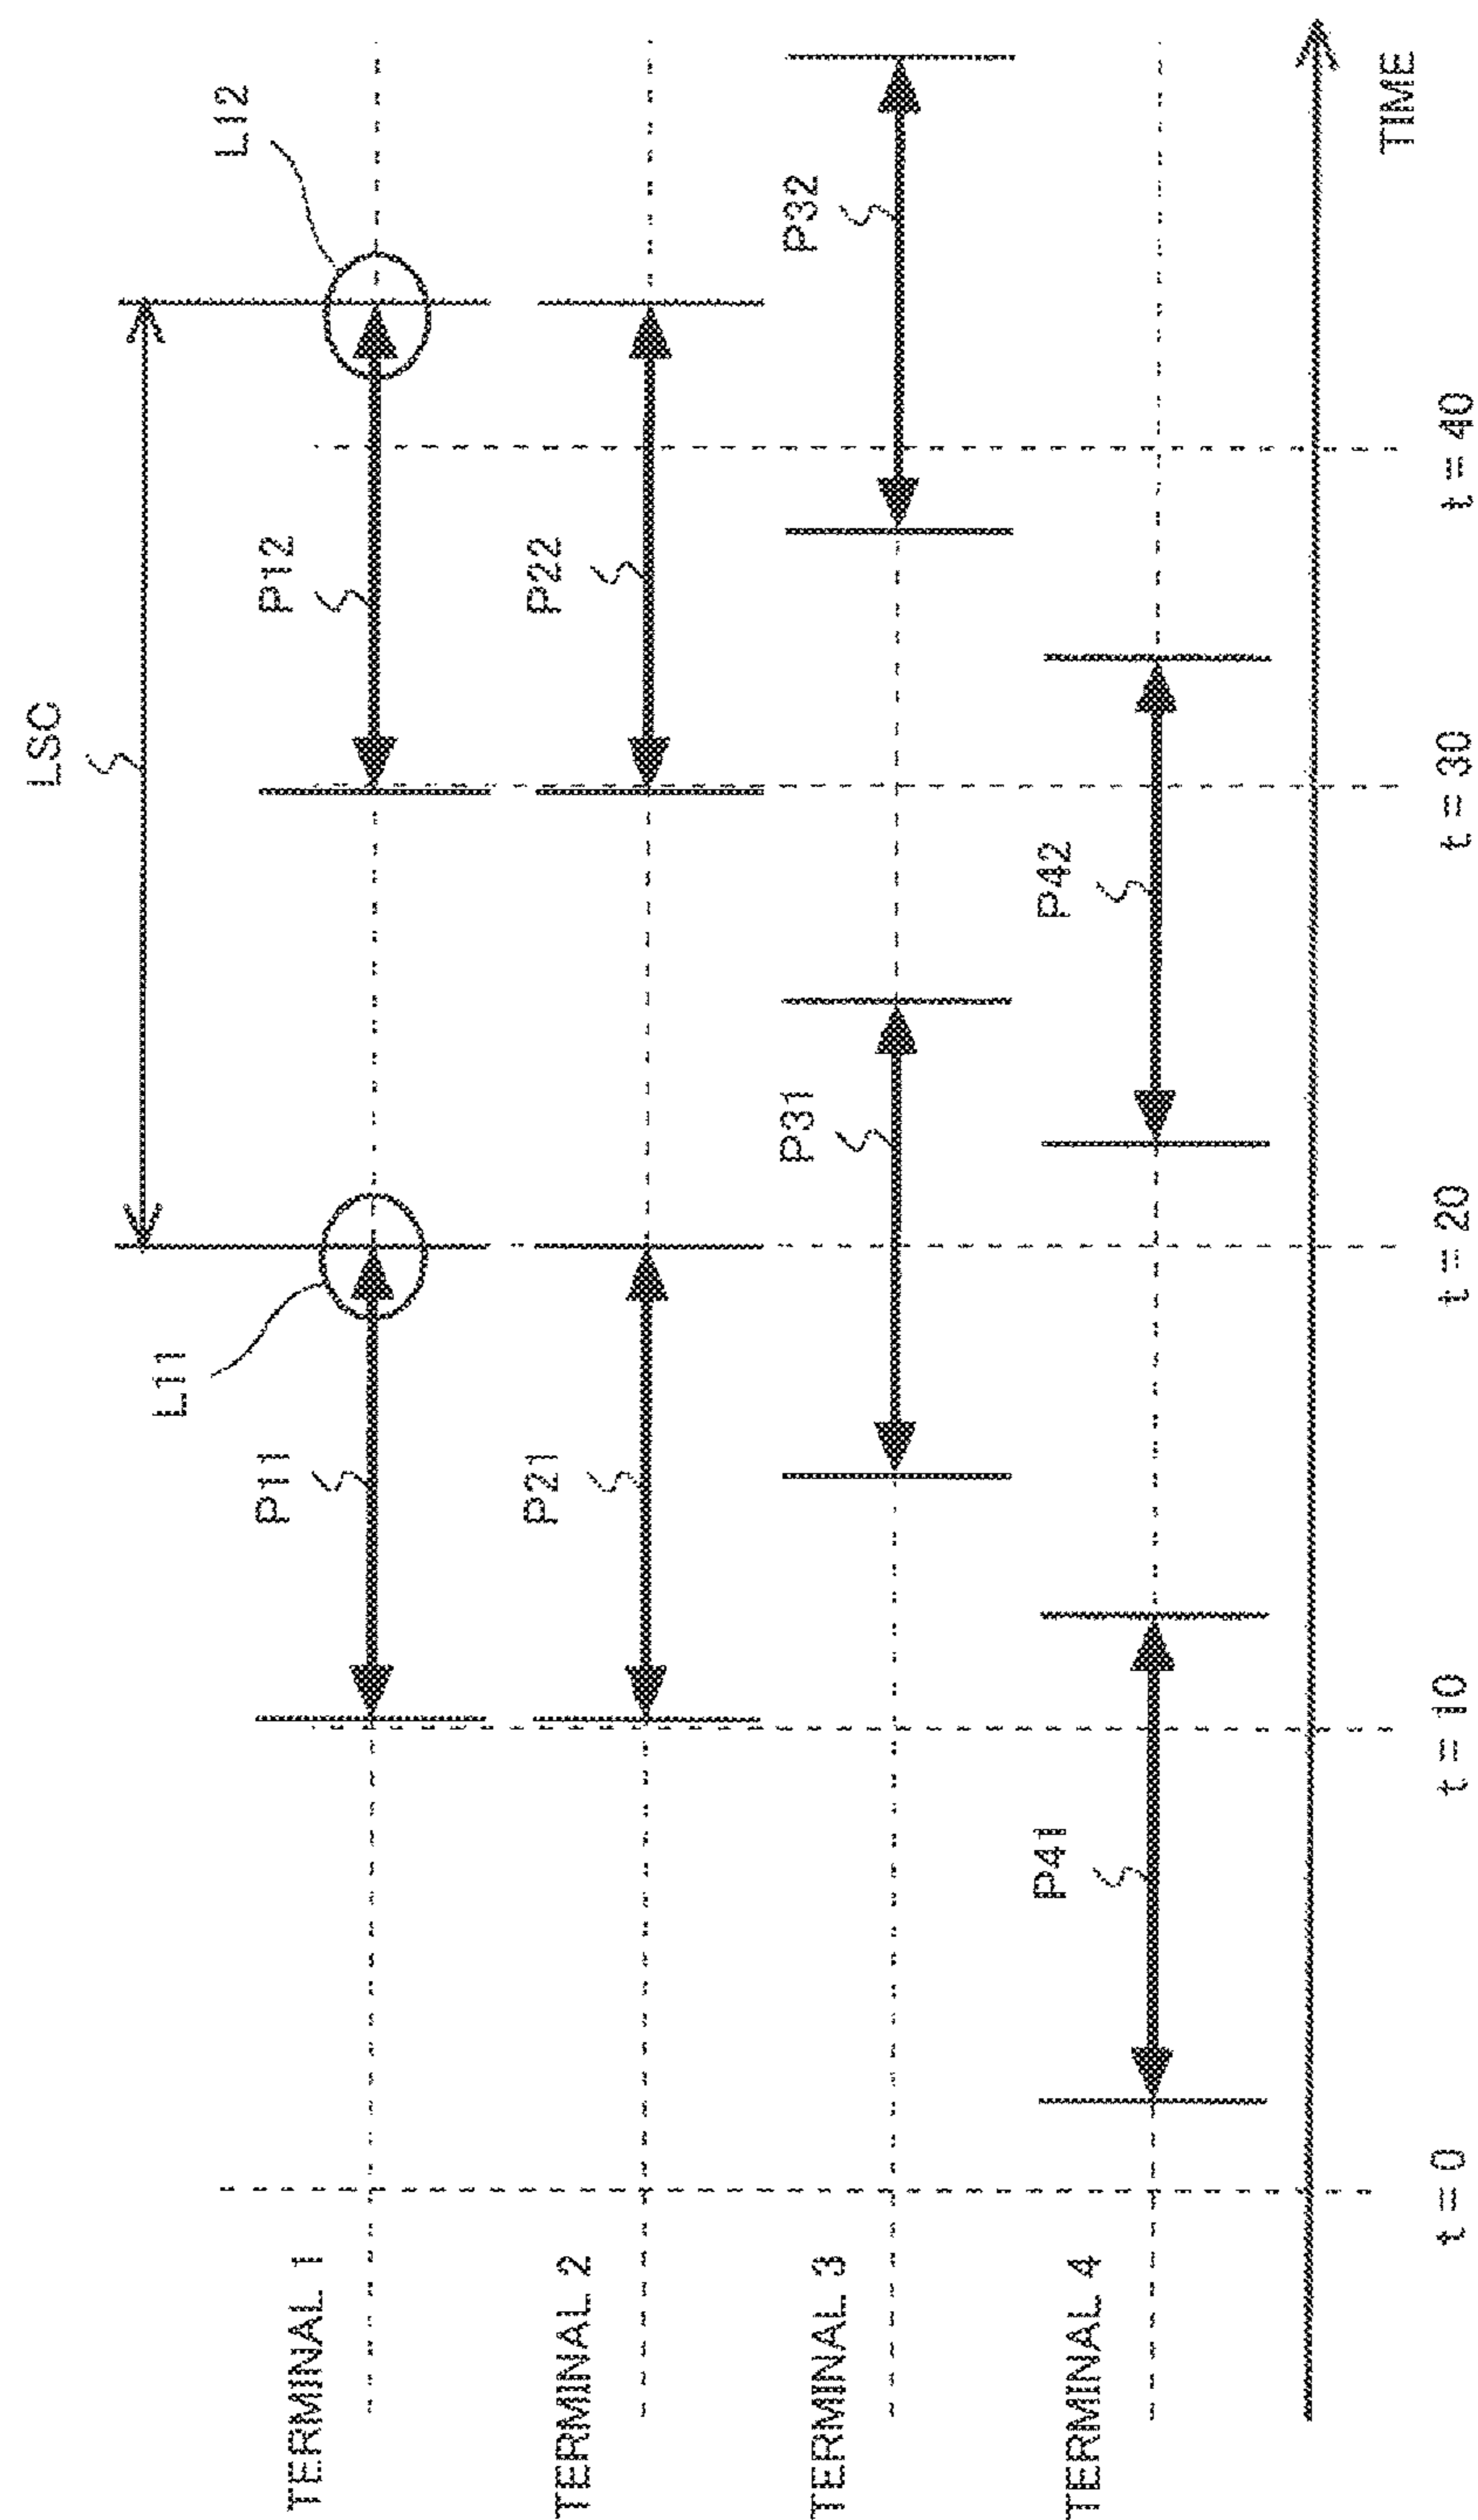 LSC
L11
L12
TERMINAL 1
P11
P12
TERMINAL 2
P21
P22
TERMINAL 3
P31
P32
TERMINAL 4
P41
P42
TIME
t = 0
t = 10
t = 20
t = 30
t = 40